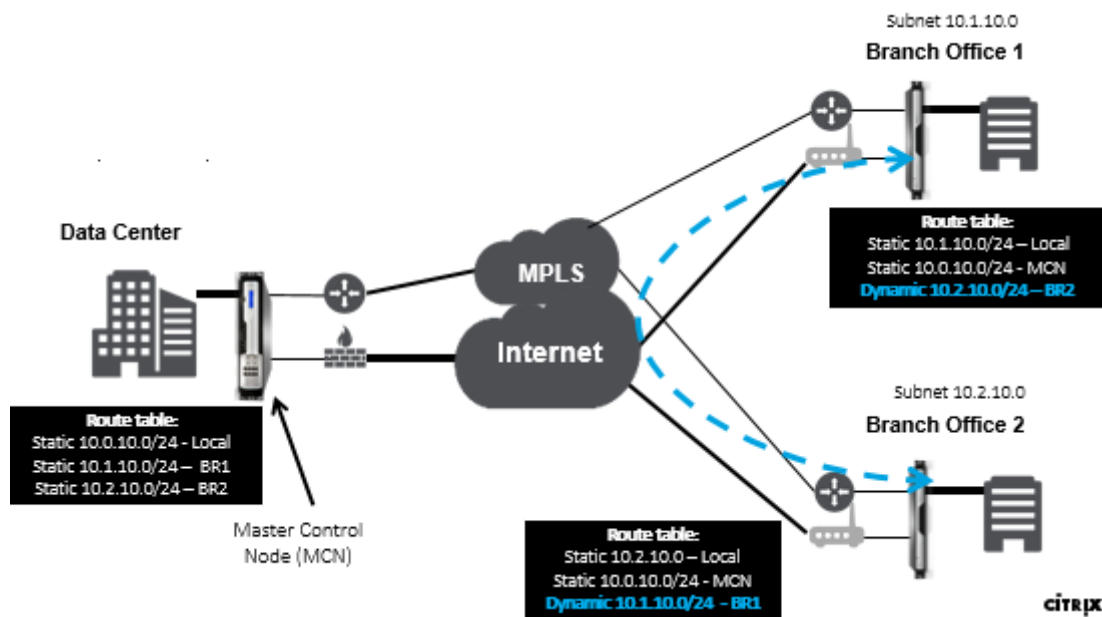 Subnet 10.1.10.0
Branch Office 1
Route table:
Static 10.1.10.0/24 – Local
Static 10.0.10.0/24 - MCN
Dynamic 10.2.10.0/24 – BR2
Data Center
MPLS
Internet
Route table:
Static 10.0.10.0/24 - Local
Static 10.1.10.0/24 – BR1
Static 10.2.10.0/24 – BR2
Master Control
Node (MCN)
Subnet 10.2.10.0
Branch Office 2
Route table:
Static 10.2.10.0 – Local
Static 10.0.10.0/24 - MCN
Dynamic 10.1.10.0/24 - BR1
CITRIX